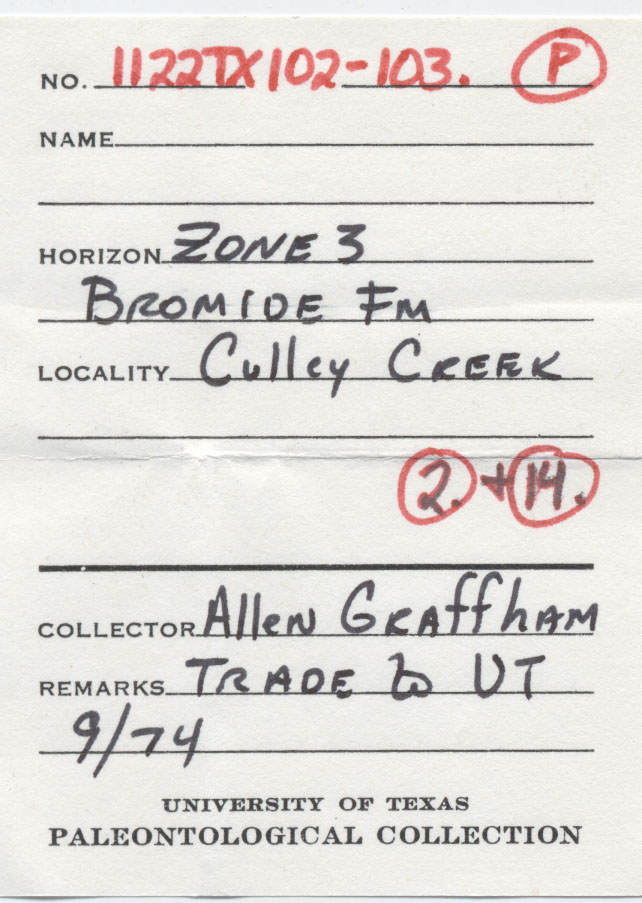 NO. 1122TX102-103. P
NAME
HORIZON ZONE 3
BROMIDE FM
LOCALITY Culley CREEK
2. + 14.
COLLECTOR Allen GRAffhAM
REMARKS TRADE to UT
9/74
UNIVERSITY OF TEXAS
PALEONTOLOGICAL COLLECTION